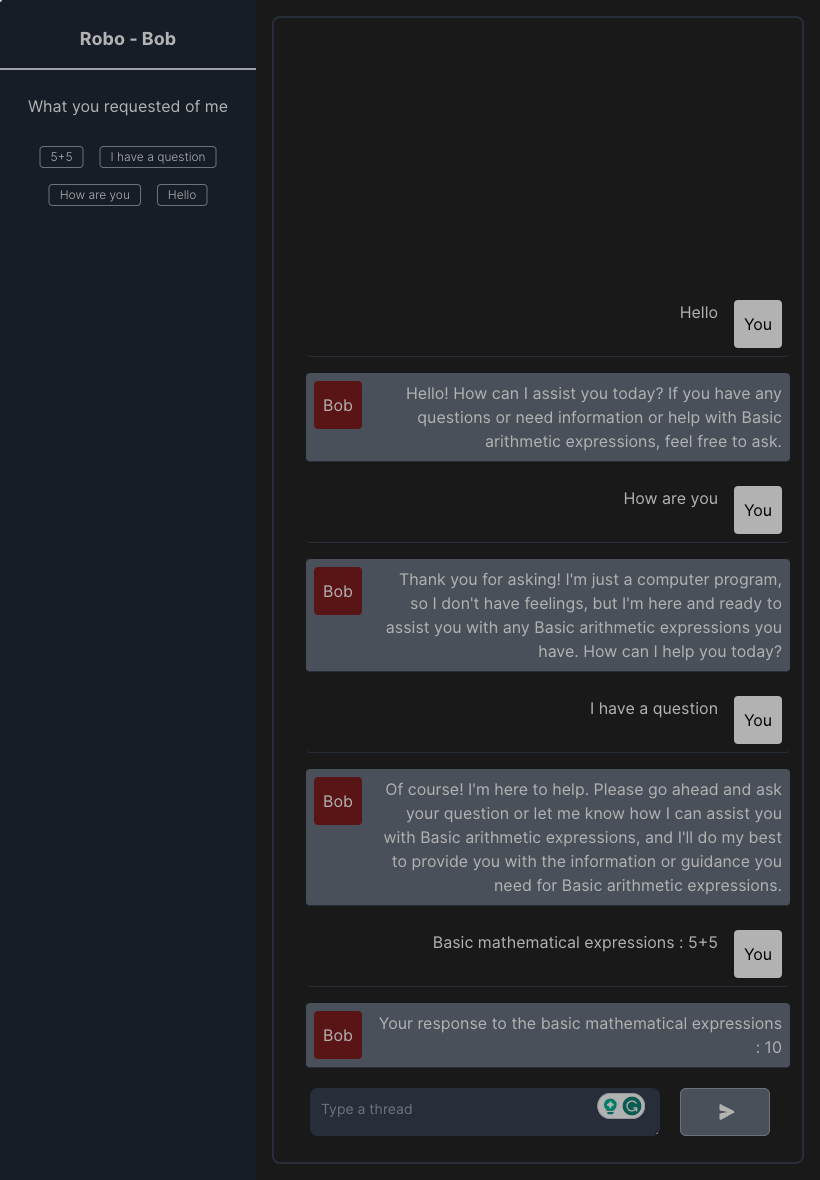 Robo - Bob
What you requested of me
5+5
I have a question
How are you
Hello
Hello
You
Bob
Hello! How can I assist you today? If you have any
questions or need information or help with Basic
arithmetic expressions, feel free to ask.
How are you
You
Bob
Thank you for asking! I'm just a computer program,
so I don't have feelings, but I'm here and ready to
assist you with any Basic arithmetic expressions you
have. How can I help you today?
I have a question
You
Bob
Of course! I'm here to help. Please go ahead and ask
your question or let me know how I can assist you
with Basic arithmetic expressions, and I'll do my best
to provide you with the information or guidance you
need for Basic arithmetic expressions.
Basic mathematical expressions : 5+5
You
Bob
Your response to the basic mathematical expressions
: 10
Type a thread